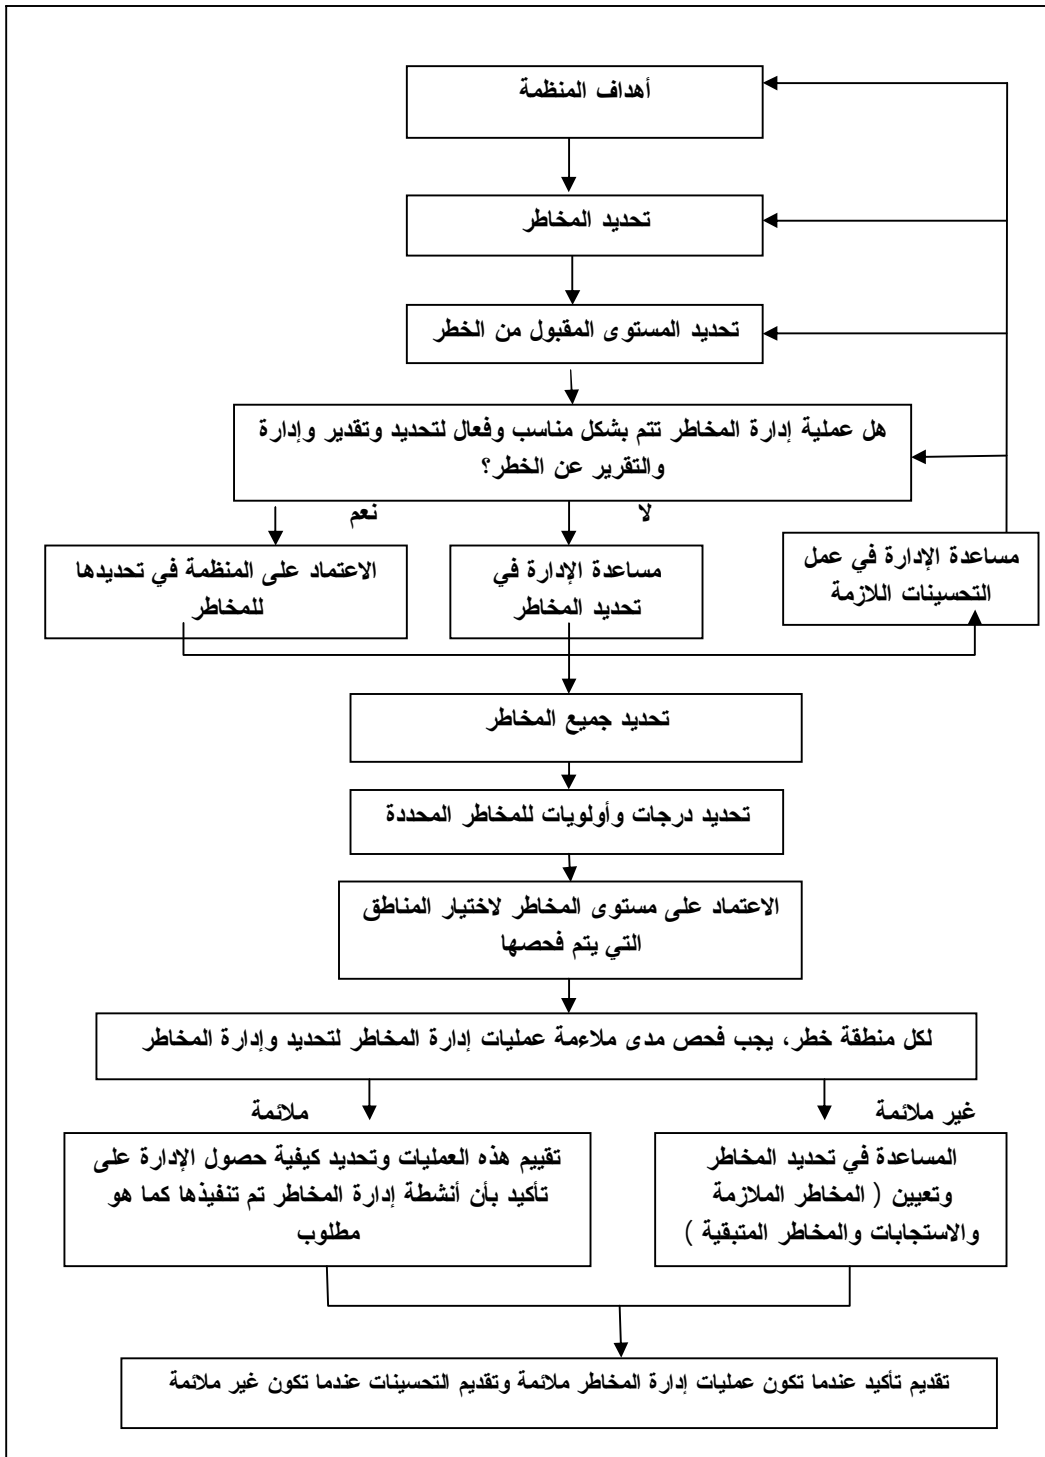 أهداف المنظمة
تحديد المخاطر
تحديد المستوى المقبول من الخطر
هل عملية إدارة المخاطر تتم بشكل مناسب وفعال لتحديد وتقدير وإدارة
والتقرير عن الخطر؟
لا
نعم
مساعدة الإدارة في عمل
التحسينات اللازمة
مساعدة الإدارة في
تحديد المخاطر
الاعتماد على المنظمة في تحديدها
للمخاطر
تحديد جميع المخاطر
تحديد درجات وأولويات للمخاطر المحددة
الاعتماد على مستوى المخاطر لاختيار المناطق
التي يتم فحصها
لكل منطقة خطر، يجب فحص مدى ملاءمة عمليات إدارة المخاطر لتحديد وإدارة المخاطر
غير ملائمة
ملائمة
المساعدة في تحديد المخاطر
وتعيين ( المخاطر الملازمة
والاستجابات والمخاطر المتبقية )
تقييم هذه العمليات وتحديد كيفية حصول الإدارة على
تأكيد بأن أنشطة إدارة المخاطر تم تنفيذها كما هو
مطلوب
تقديم تأكيد عندما تكون عمليات إدارة المخاطر ملائمة وتقديم التحسينات عندما تكون غير ملائمة